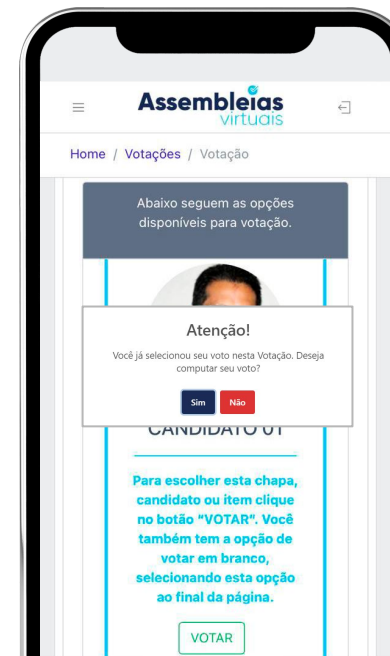 Assembleias
virtuais
Home / Votações / Votação
Abaixo seguem as opções
disponíveis para votação.
Atenção!
Você já selecionou seu voto nesta Votação. Deseja
computar seu voto?
Sim Não
CANDIDATO 01
Para escolher esta chapa,
candidato ou item clique
no botão "VOTAR". Você
também tem a opção de
votar em branco,
selecionando esta opção
ao final da página.
VOTAR